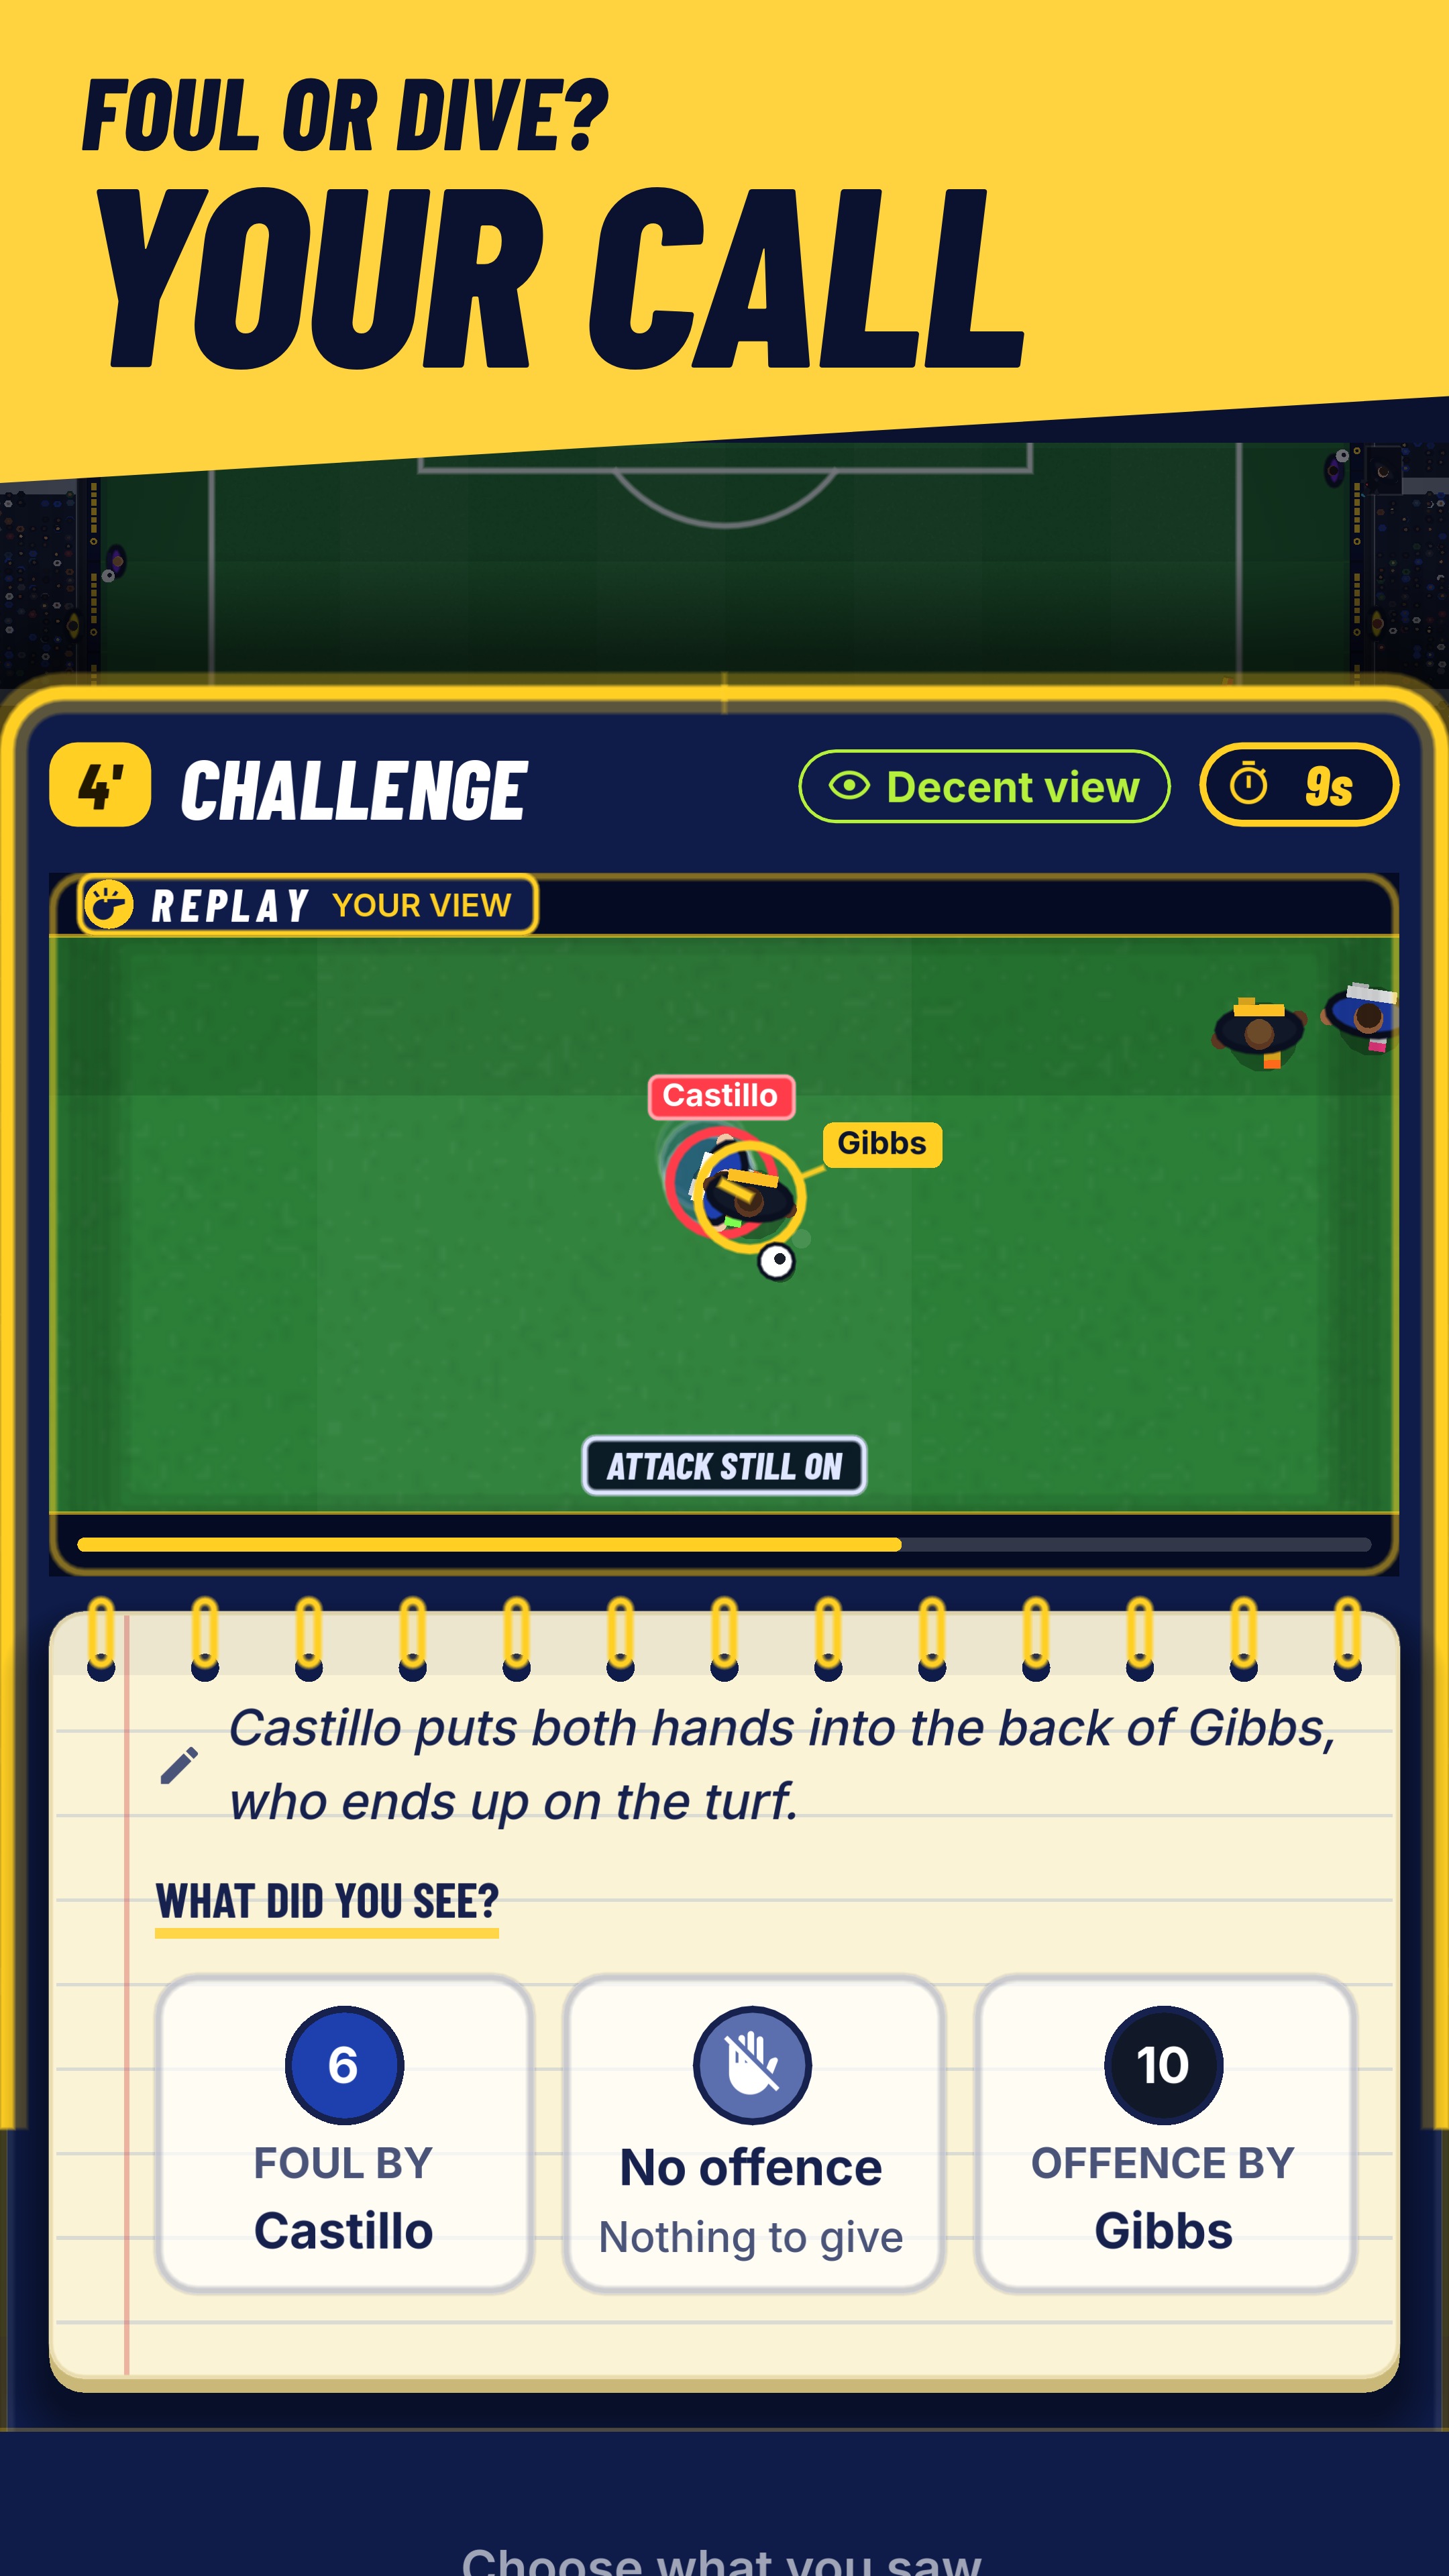 FOUL OR DIVE?
YOUR CALL
4' CHALLENGE Decent view 9s
REPLAY YOUR VIEW
Castillo
Gibbs
ATTACK STILL ON
Castillo puts both hands into the back of Gibbs,
who ends up on the turf.
WHAT DID YOU SEE?
6
FOUL BY
Castillo
No offence
Nothing to give
10
OFFENCE BY
Gibbs
Choose what you saw